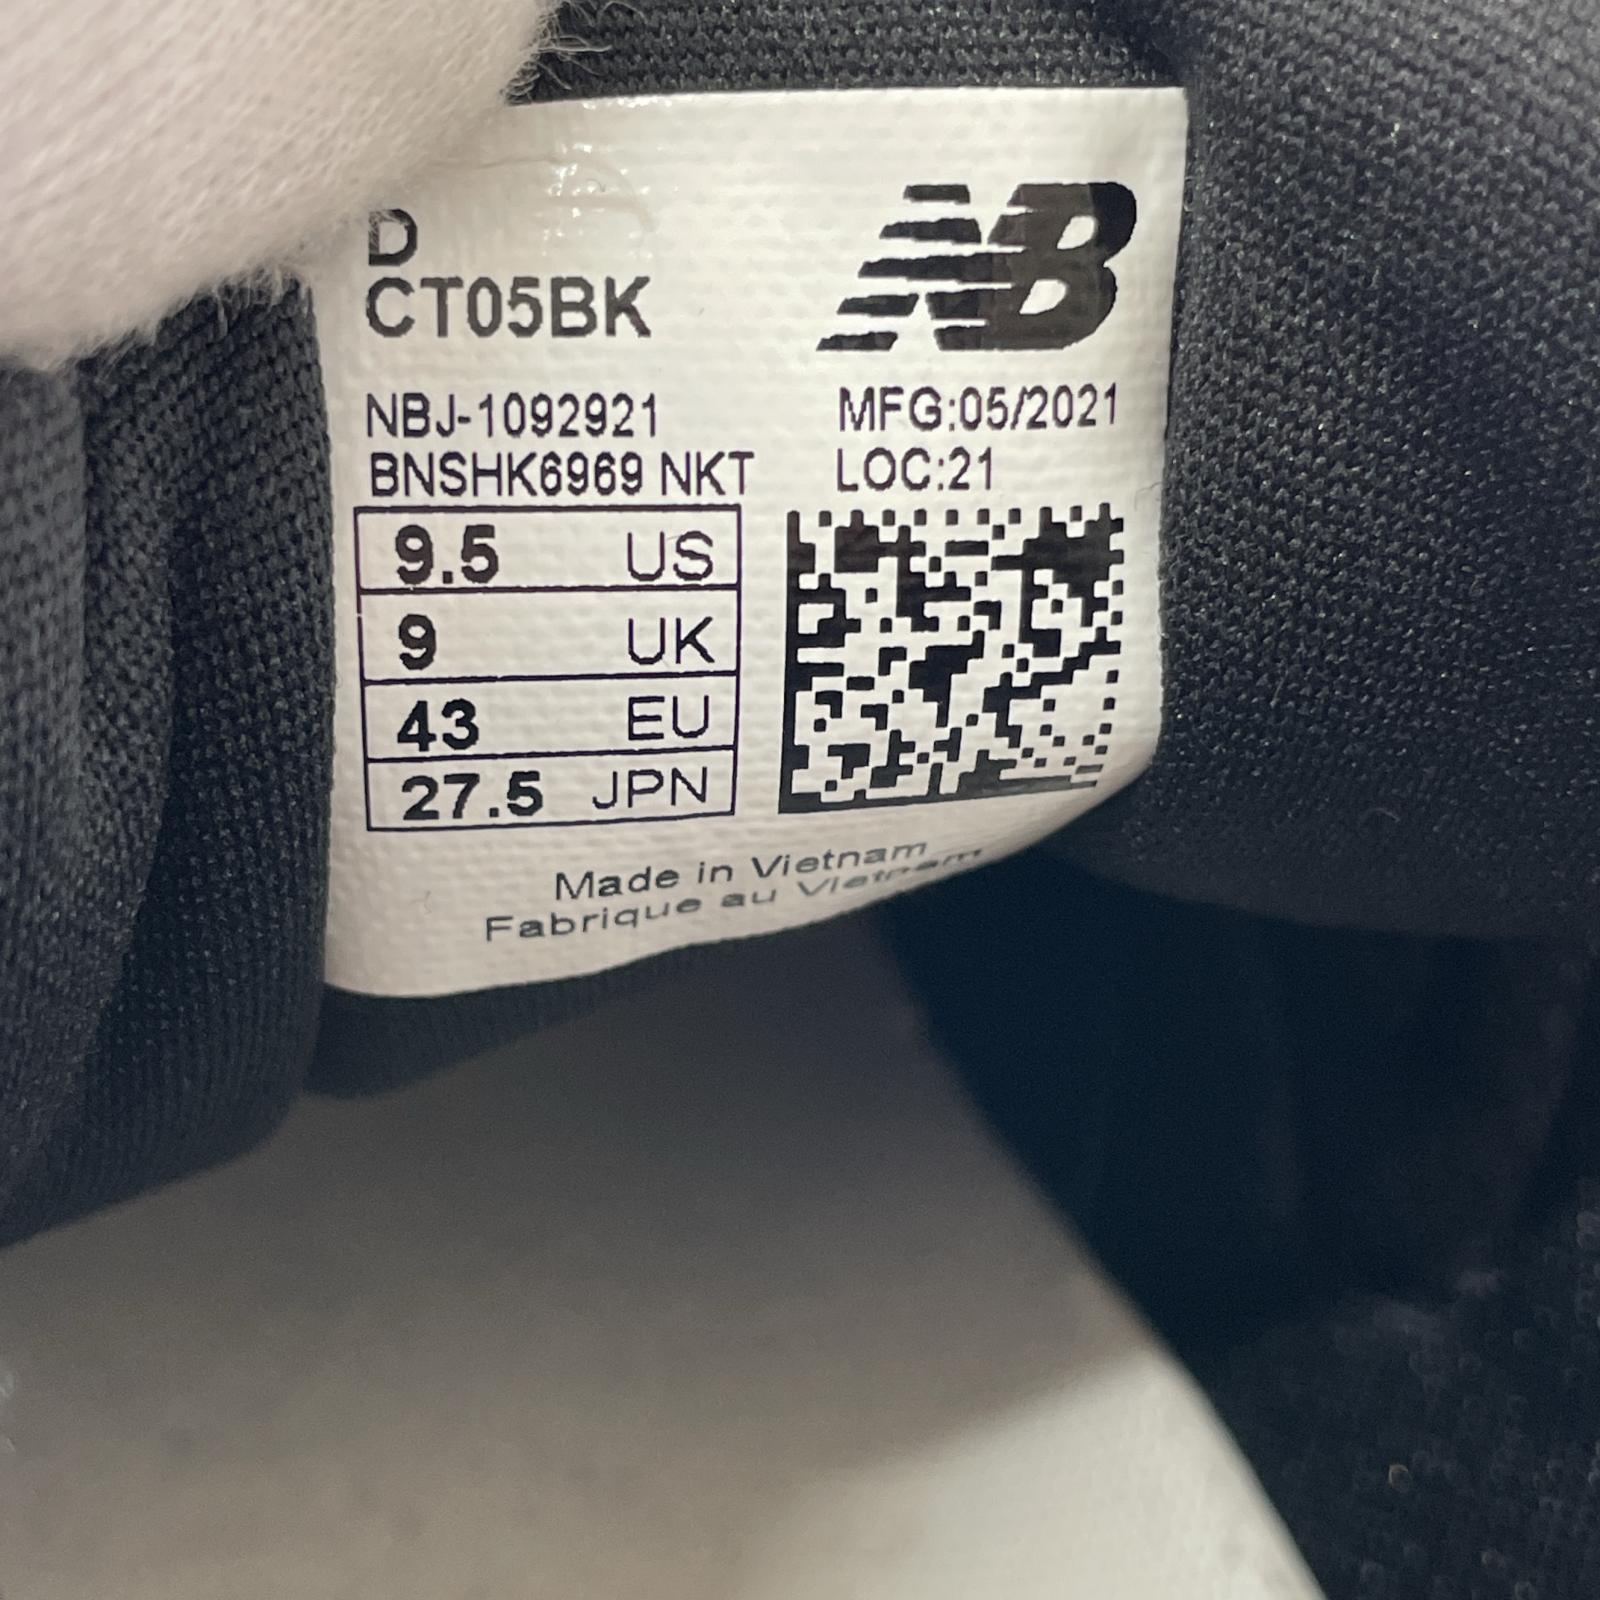 D
CT05BK
NB
NBJ-1092921
MFG:05/2021
BNSHK6969 NKT
LOC:21
9.5 US
9 UK
43 EU
27.5 JPN
Made in Vietnam
Fabrique au Vietnam